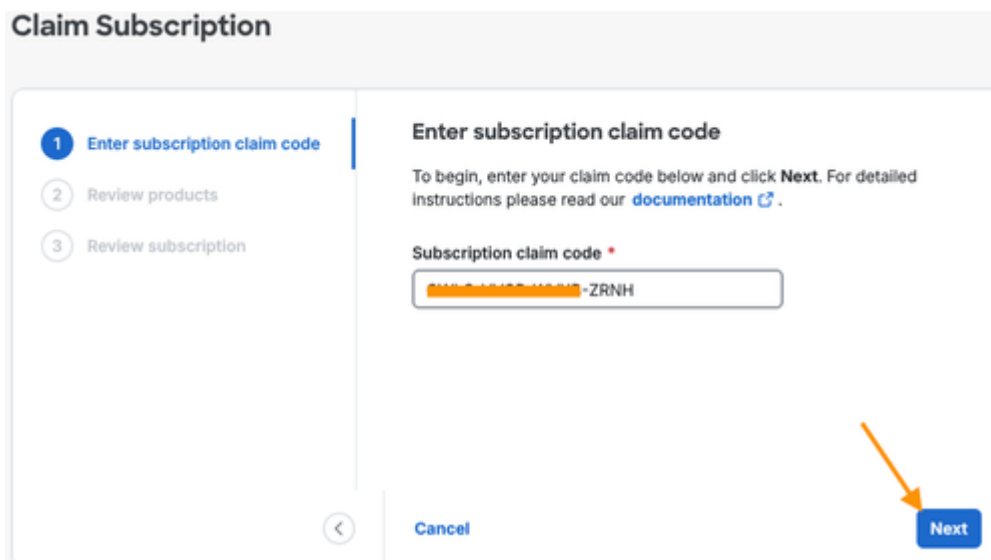 Claim Subscription
1 Enter subscription claim code
2 Review products
3 Review subscription
Enter subscription claim code
To begin, enter your claim code below and click Next. For detailed
instructions please read our documentation .
Subscription claim code *
-ZRNH
Cancel
Next